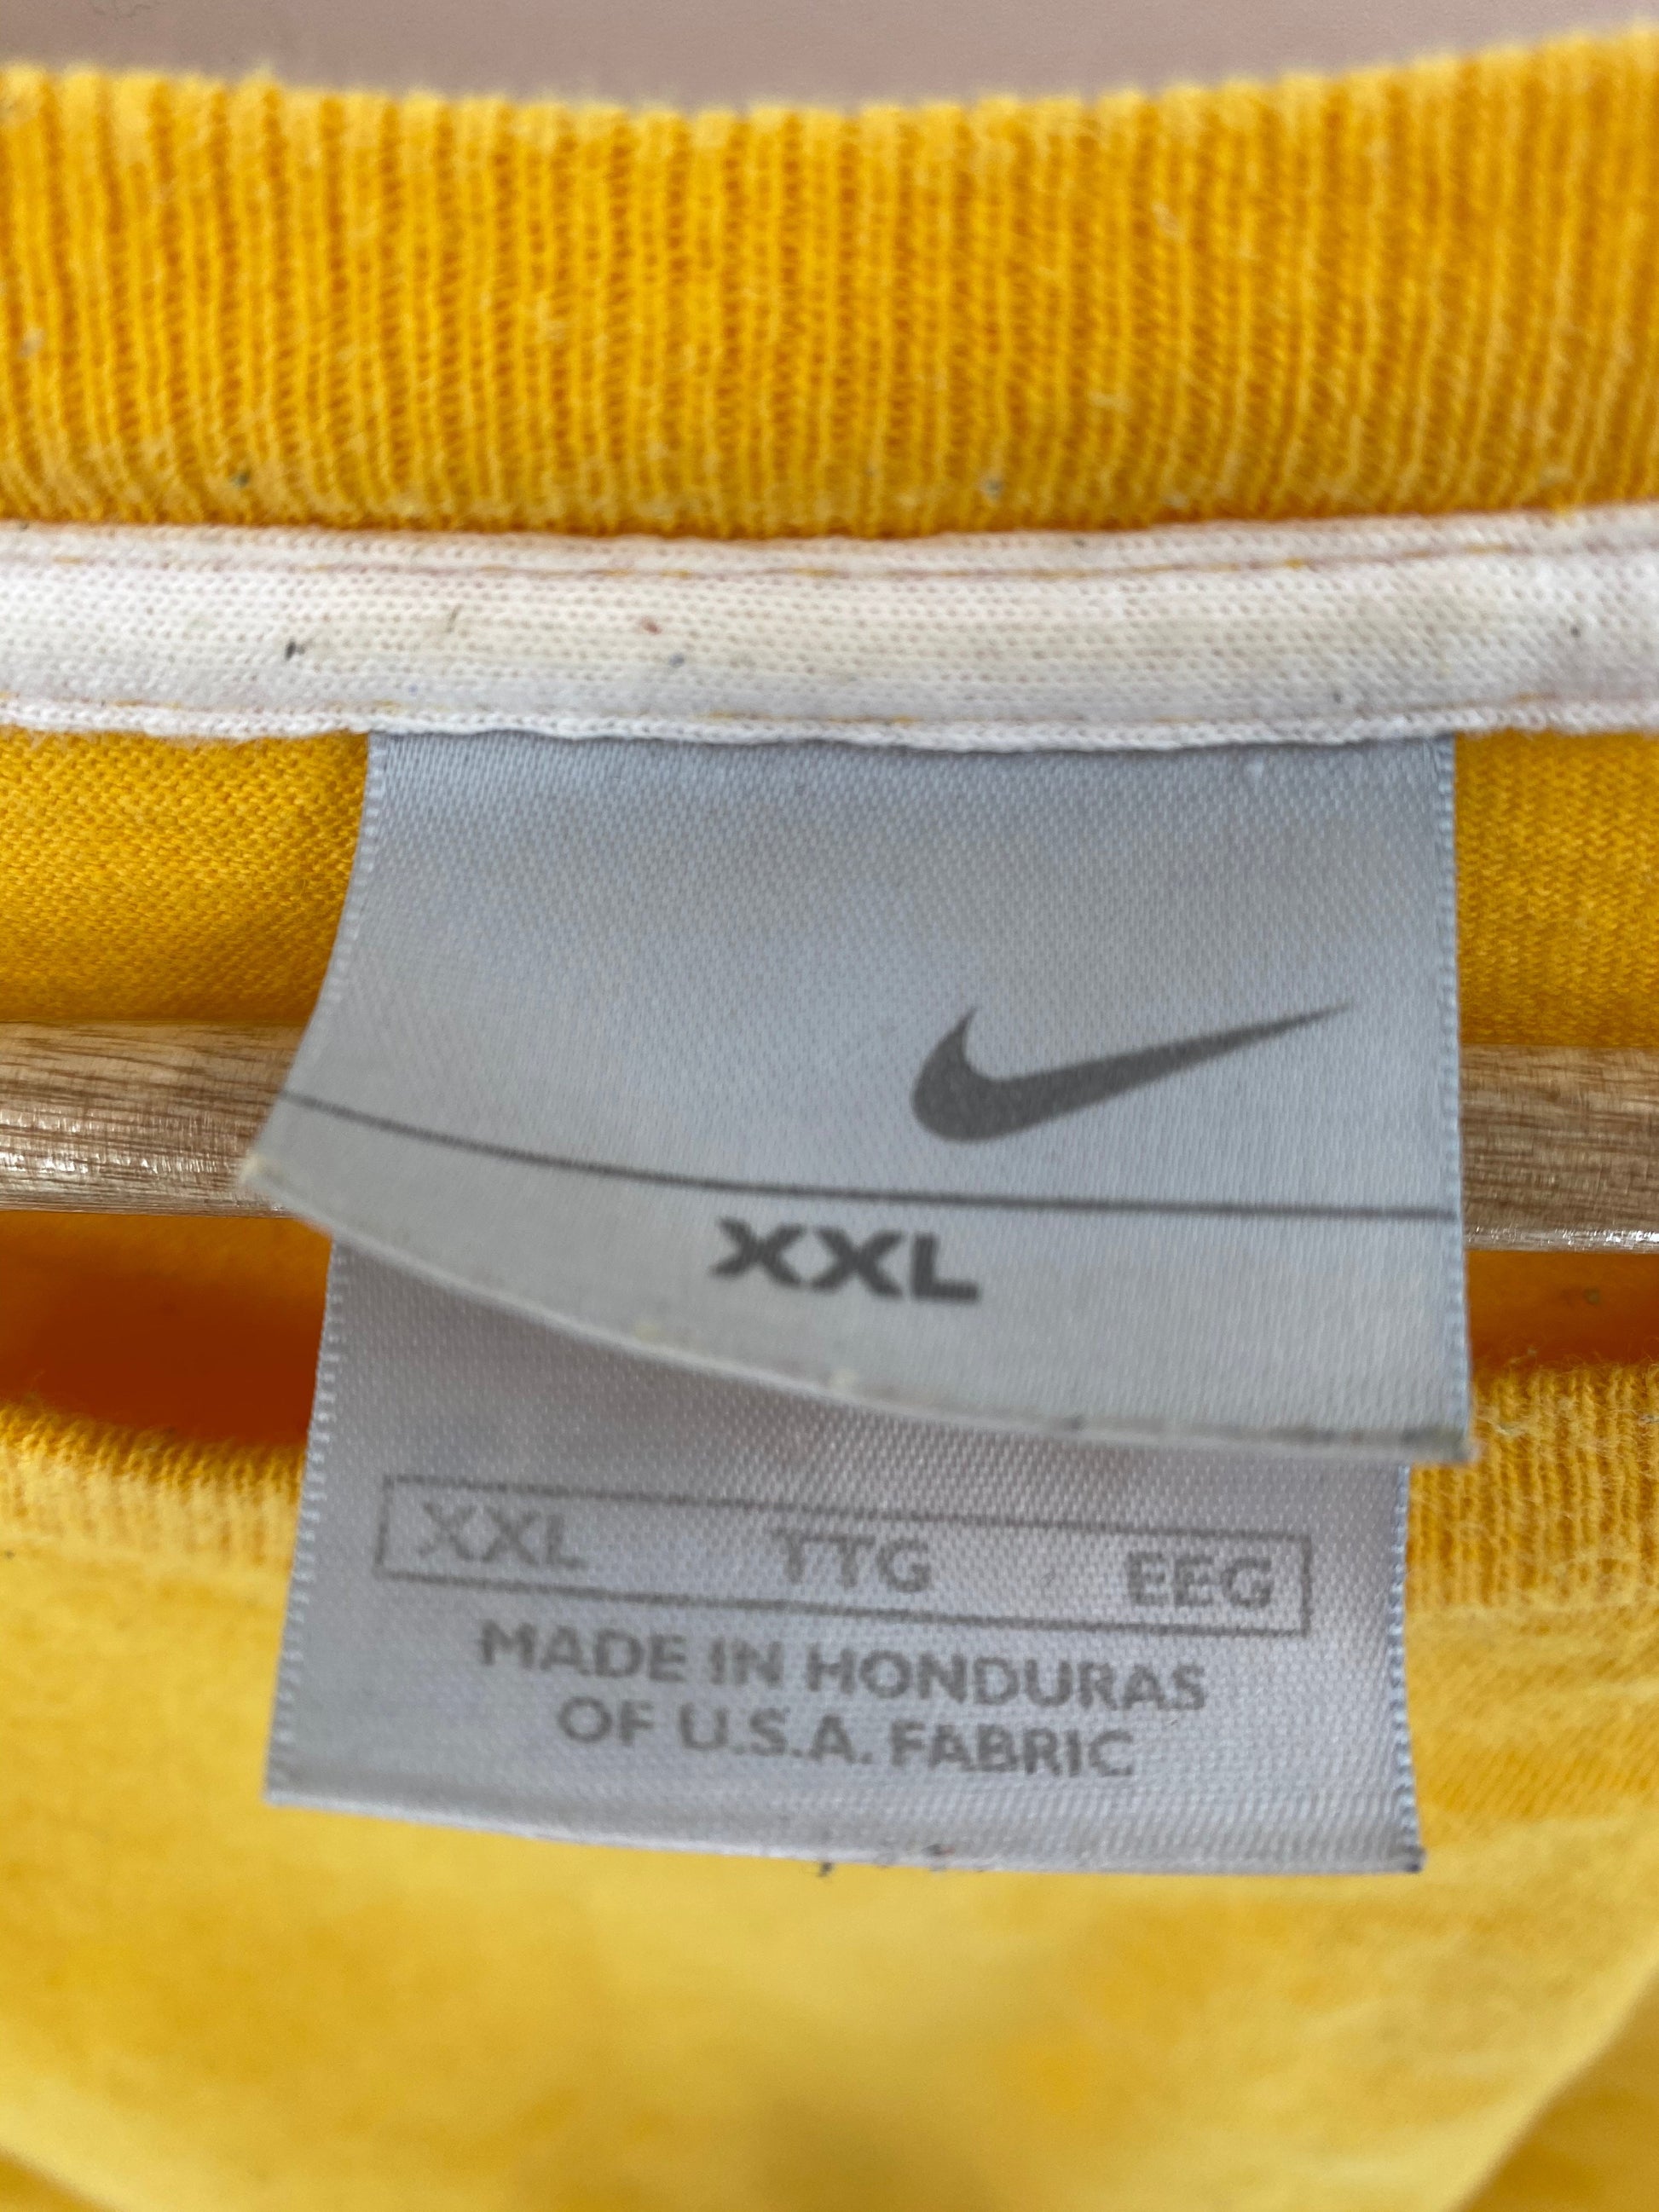 XXL
XXL TTG EEG
MADE IN HONDURAS
OF U.S.A. FABRIC